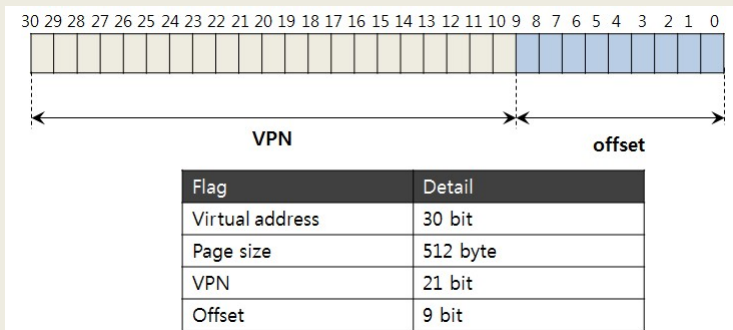 30 29 28 27 26 25 24 23 22 21 20 19 18 17 16 15 14 13 12 11 10 9 8 7 6 5 4 3 2 1 0
VPN
offset
Flag Detail
Virtual address 30 bit
Page size 512 byte
VPN 21 bit
Offset 9 bit